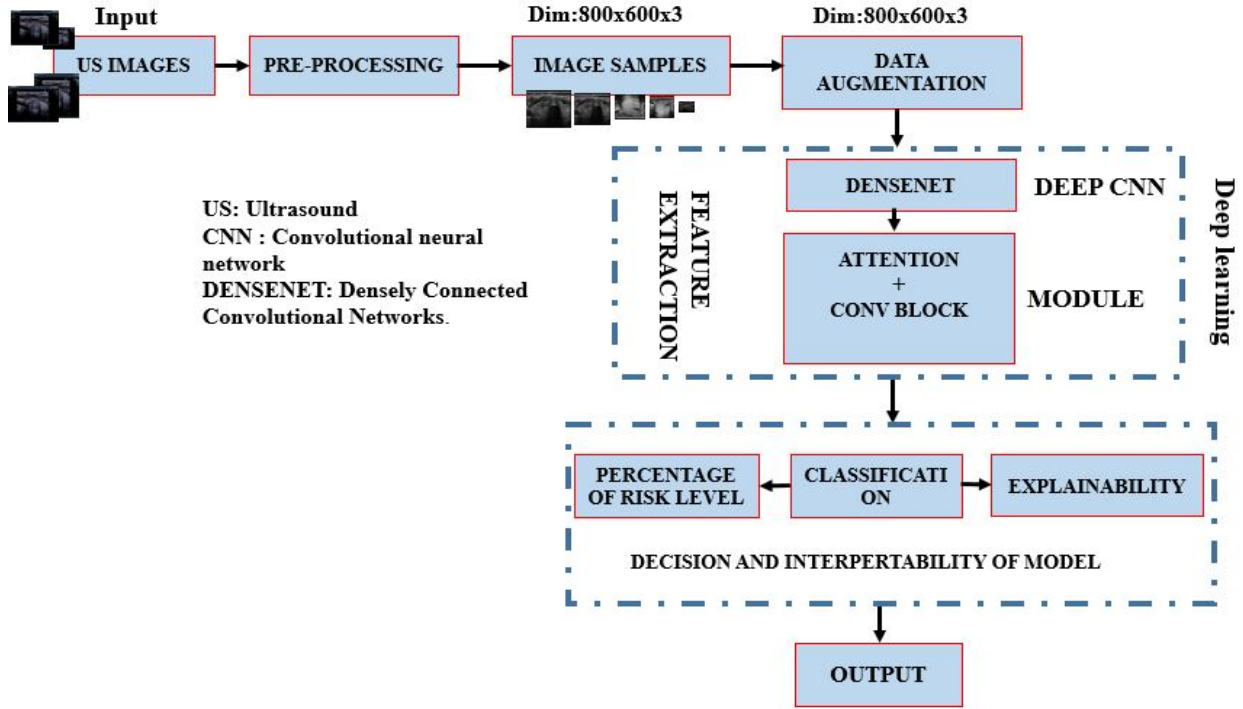 Input
Dim:800x600x3
Dim:800x600x3
US IMAGES
PRE-PROCESSING
IMAGE SAMPLES
DATA
AUGMENTATION
US: Ultrasound
CNN : Convolutional neural
network
DENSENET: Densely Connected
Convolutional Networks.
FEATURE
EXTRACTION
DENSENET
DEEP CNN
ATTENTION
+
CONV BLOCK
MODULE
Deep learning
PERCENTAGE
OF RISK LEVEL
CLASSIFICATI
ON
EXPLAINABILITY
DECISION AND INTERPERTABILITY OF MODEL
OUTPUT